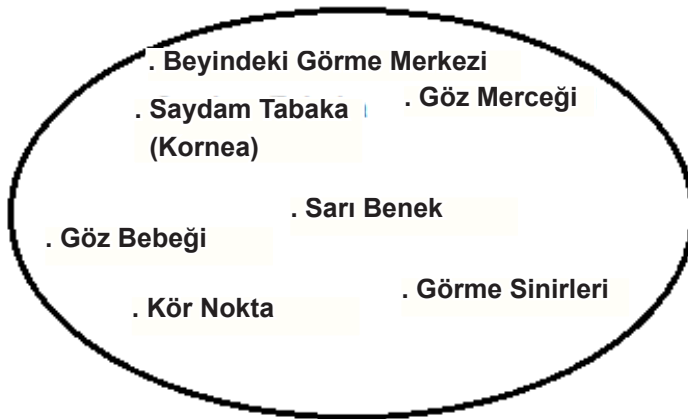 . Beyindeki Görme Merkezi
. Saydam Tabaka
(Kornea)
. Göz Merceği
. Sarı Benek
. Göz Bebeği
. Görme Sinirleri
. Kör Nokta